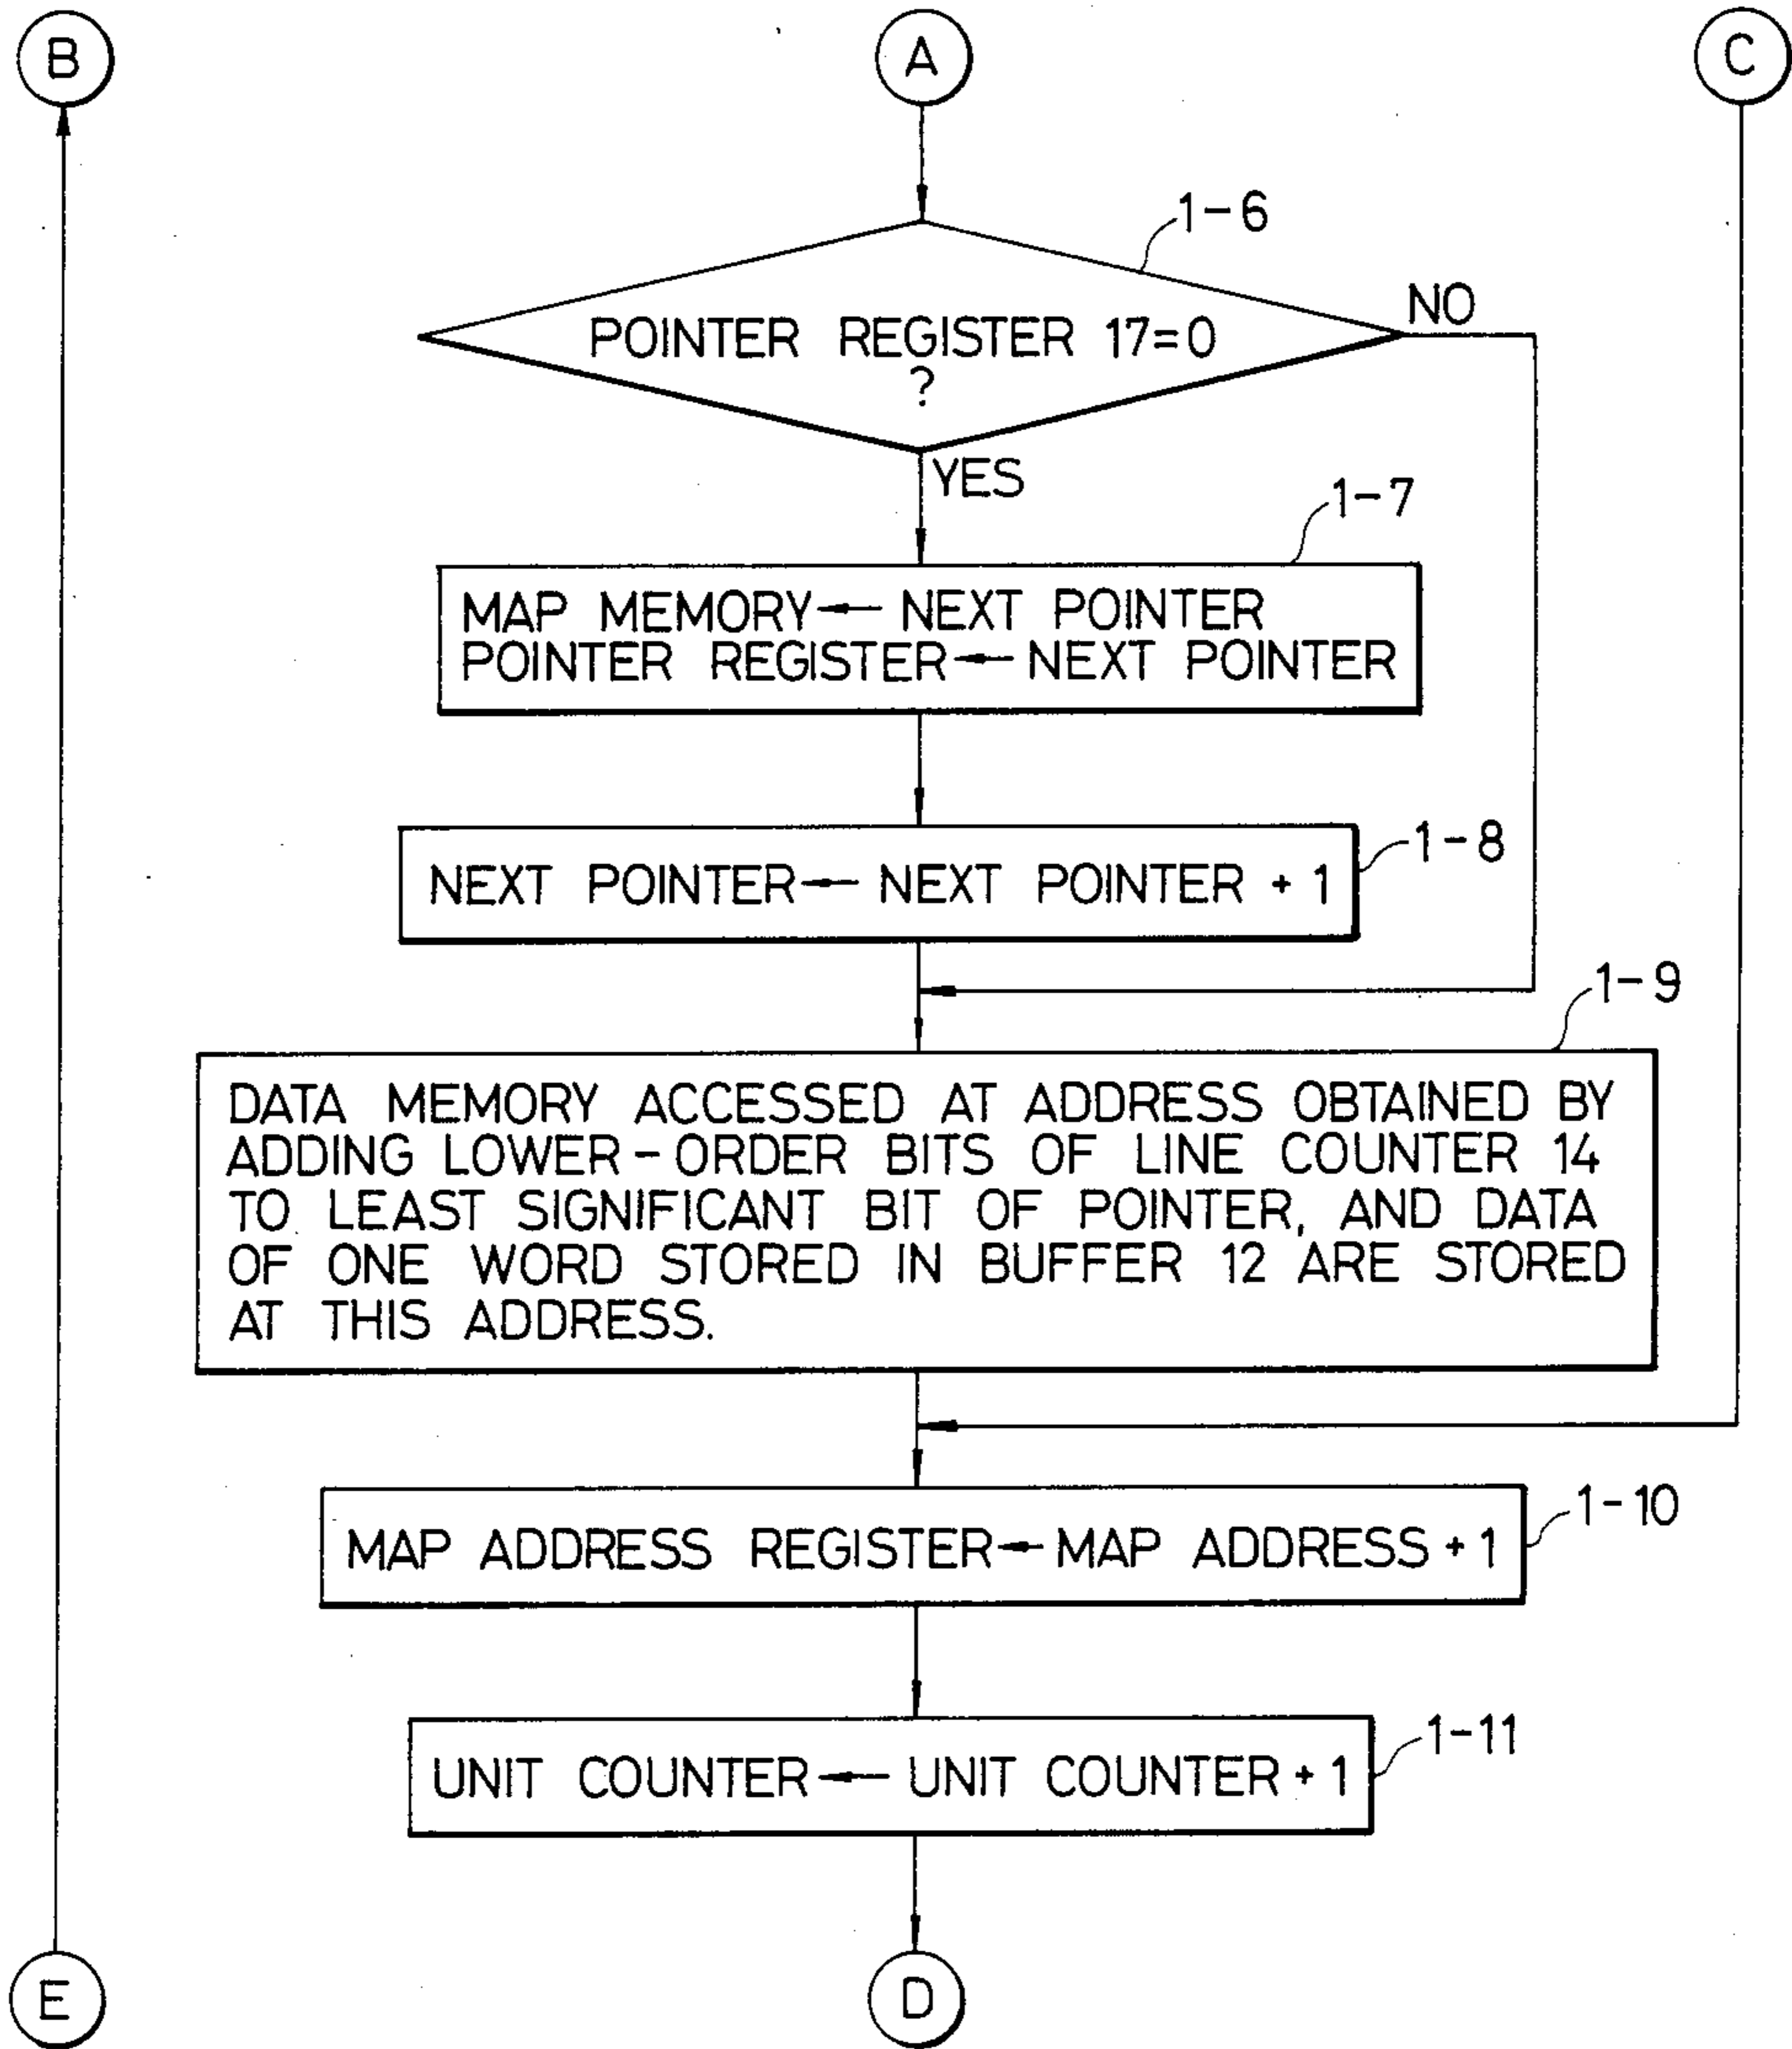 B
A
C
1-6
POINTER REGISTER 17=0
?
NO
YES
1-7
MAP MEMORY← NEXT POINTER
POINTER REGISTER← NEXT POINTER
1-8
NEXT POINTER← NEXT POINTER + 1
1-9
DATA MEMORY ACCESSED AT ADDRESS OBTAINED BY
ADDING LOWER-ORDER BITS OF LINE COUNTER 14
TO LEAST SIGNIFICANT BIT OF POINTER, AND DATA
OF ONE WORD STORED IN BUFFER 12 ARE STORED
AT THIS ADDRESS.
1-10
MAP ADDRESS REGISTER← MAP ADDRESS + 1
1-11
UNIT COUNTER← UNIT COUNTER + 1
E
D